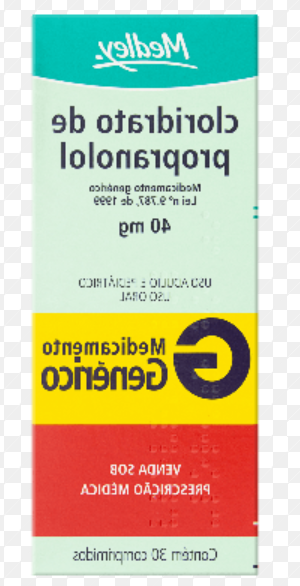 Medley.
cloridrato de
propranolol
Medicamento genérico
Lei nº 9.787, de 1999
40 mg
USO ADULTO E PEDIÁTRICO
USO ORAL
G
Medicamento
Genérico
VENDA SOB
PRESCRIÇÃO MÉDICA
Contém 30 comprimidos